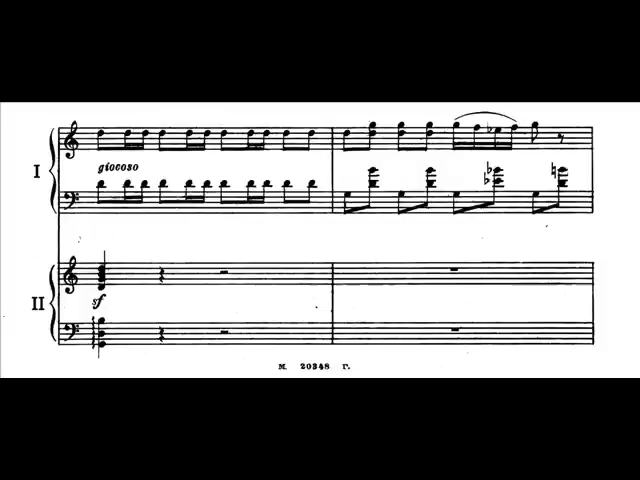 I
giocoso
II
sf
М. 20348 Г.